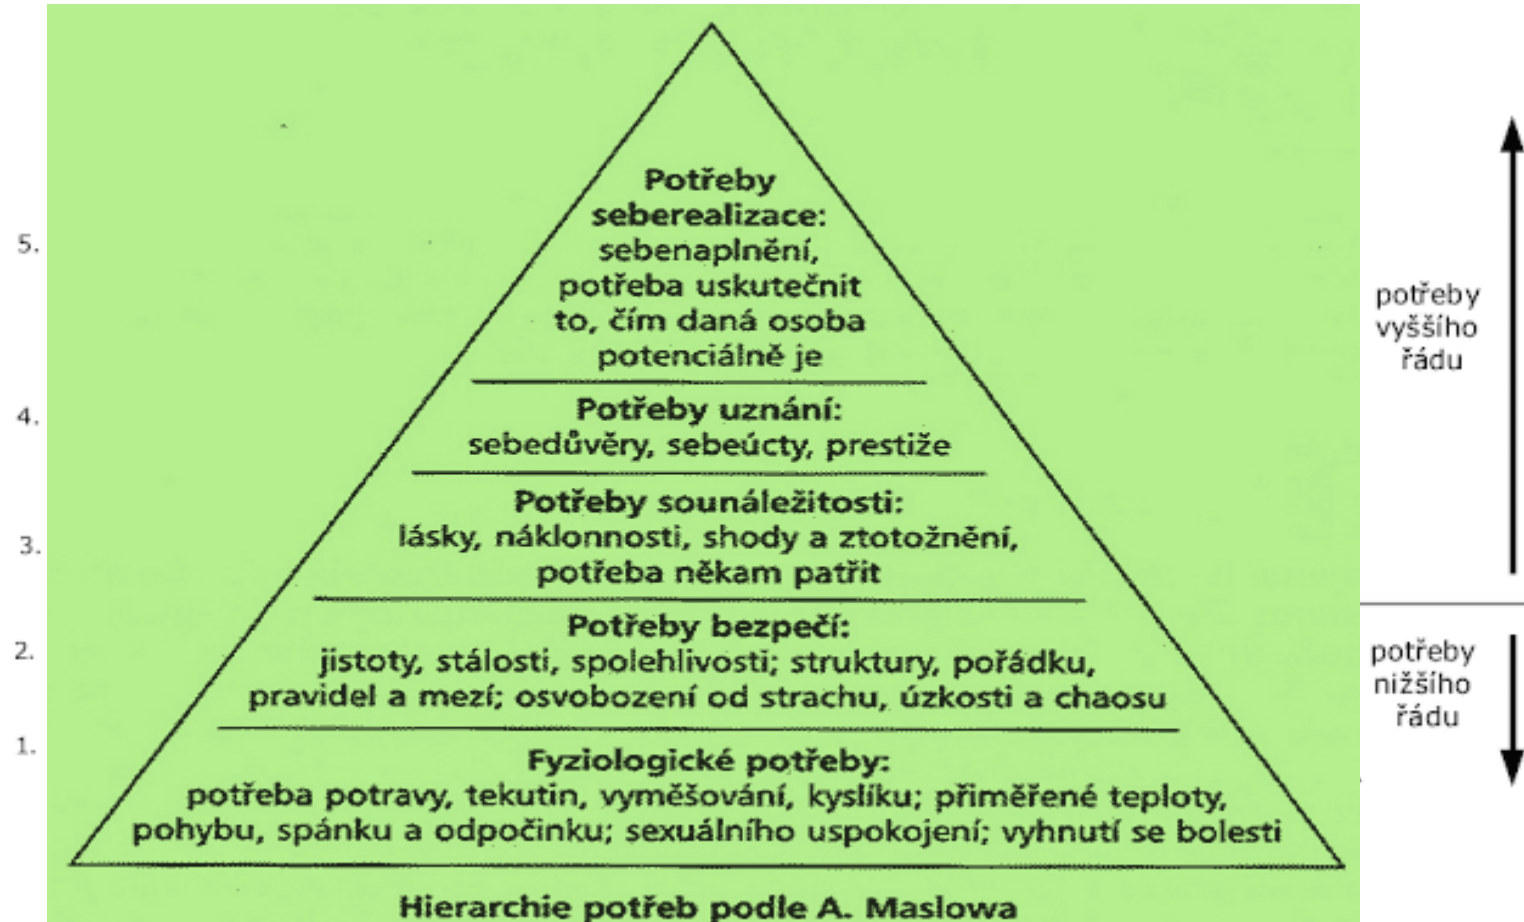 5.
Potřeby
seberealizace:
sebenaplnění,
potřeba uskutečnit
to, čím daná osoba
potenciálně je
4.
Potřeby uznání:
sebedůvěry, sebeúcty, prestiže
3.
Potřeby sounáležitosti:
lásky, náklonnosti, shody a ztotožnění,
potřeba někam patřit
2.
Potřeby bezpečí:
jistoty, stálosti, spolehlivosti; struktury, pořádku,
pravidel a mezí; osvobození od strachu, úzkosti a chaosu
1.
Fyziologické potřeby:
potřeba potravy, tekutin, vyměšování, kyslíku; přiměřené teploty,
pohybu, spánku a odpočinku; sexuálního uspokojení; vyhnutí se bolesti
Hierarchie potřeb podle A. Maslowa
potřeby
vyššího
řádu
potřeby
nižšího
řádu